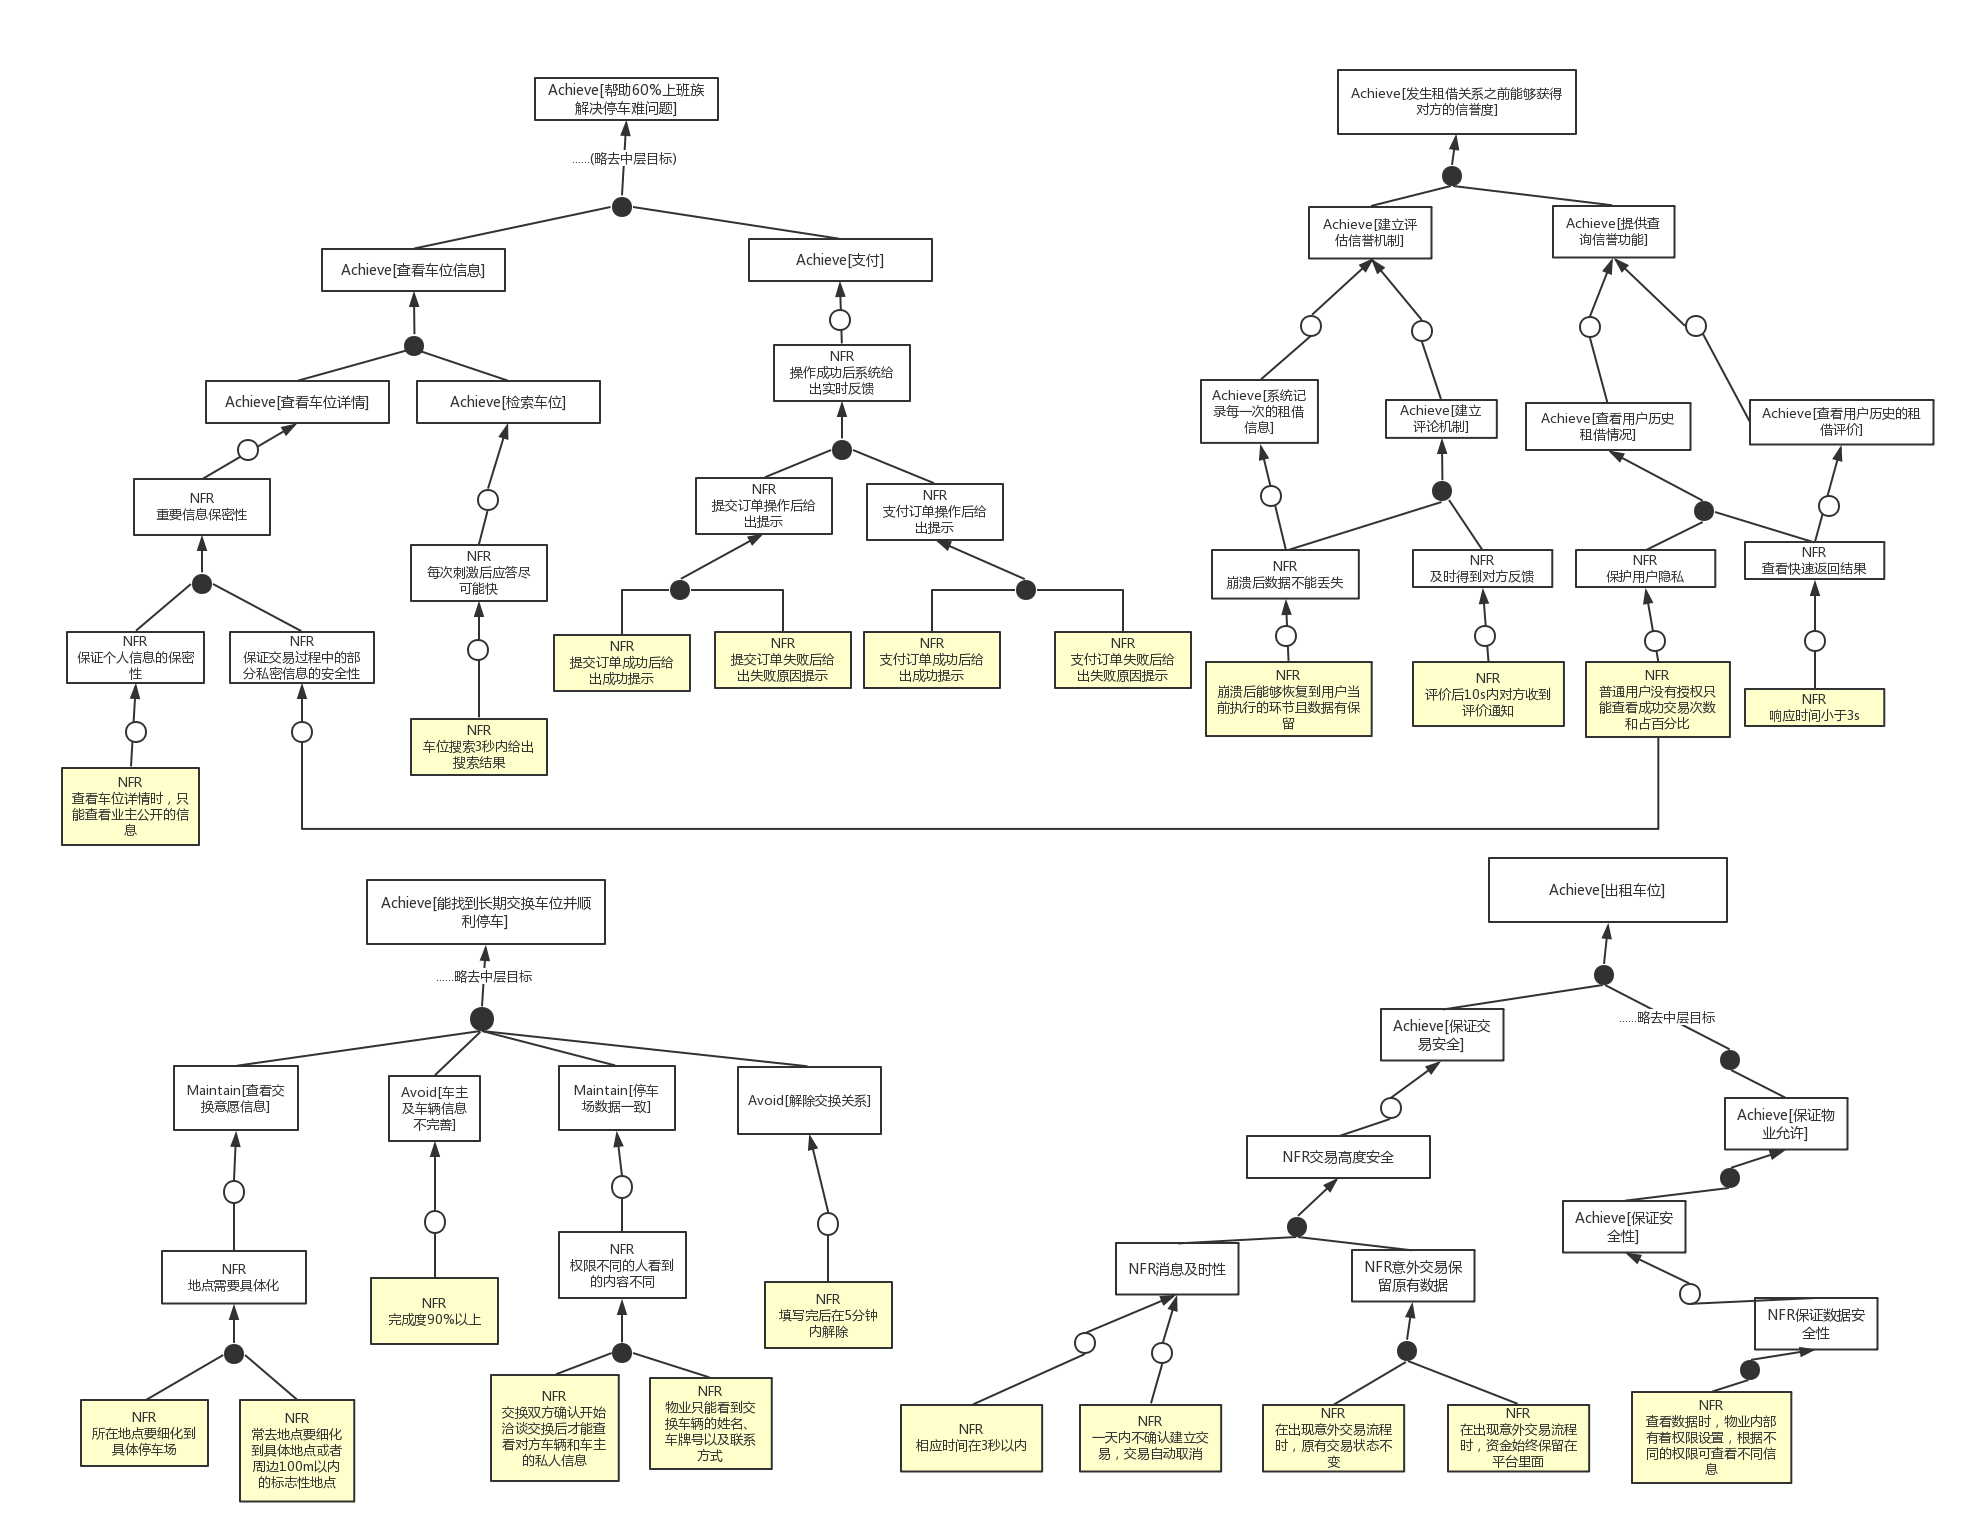 Achieve[帮助60%上班族
解决停车难问题]
......(略去中层目标)
Achieve[查看车位信息]
Achieve[支付]
NFR
操作成功后系统给
出实时反馈
Achieve[查看车位详情]
Achieve[检索车位]
NFR
重要信息保密性
NFR
提交订单操作后给
出提示
NFR
支付订单操作后给
出提示
NFR
每次刺激后应答尽
可能快
NFR
保证个人信息的保密
性
NFR
保证交易过程中的部
分私密信息的安全性
NFR
提交订单成功后给
出成功提示
NFR
提交订单失败后给
出失败原因提示
NFR
支付订单成功后给
出成功提示
NFR
支付订单失败后给
出失败原因提示
NFR
车位搜索3秒内给出
搜索结果
NFR
查看车位详情时，只
能查看业主公开的信
息
Achieve[发生租借关系之前能够获得
对方的信誉度]
Achieve[建立评
估信誉机制]
Achieve[提供查
询信誉功能]
Achieve[系统记
录每一次的租借
信息]
Achieve[建立
评论机制]
Achieve[查看用户历史
租借情况]
Achieve[查看用户历史的租
借评价]
NFR
崩溃后数据不能丢失
NFR
及时得到对方反馈
NFR
保护用户隐私
NFR
查看快速返回结果
NFR
崩溃后能够恢复到用户当
前执行的环节且数据有保
留
NFR
评价后10s内对方收到
评价通知
NFR
普通用户没有授权只
能查看成功交易次数
和占百分比
NFR
响应时间小于3s
Achieve[能找到长期交换车位并顺
利停车]
......略去中层目标
Maintain[查看交
换意愿信息]
Avoid[车主
及车辆信息
不完善]
Maintain[停车
场数据一致]
Avoid[解除交换关系]
NFR
地点需要具体化
NFR
完成度90%以上
NFR
权限不同的人看到
的内容不同
NFR
填写完后在5分钟
内解除
NFR
所在地点要细化到
具体停车场
NFR
常去地点要细化
到具体地点或者
周边100m以内
的标志性地点
NFR
交换双方确认开始
洽谈交换后才能查
看对方车辆和车主
的私人信息
NFR
物业只能看到交
换车辆的姓名、
车牌号以及联系
方式
Achieve[出租车位]
Achieve[保证交
易安全]
......略去中层目标
Achieve[保证物
业允许]
NFR交易高度安全
Achieve[保证安
全性]
NFR消息及时性
NFR意外交易保
留原有数据
NFR保证数据安
全性
NFR
相应时间在3秒以内
NFR
一天内不确认建立交
易，交易自动取消
NFR
在出现意外交易流程
时，原有交易状态不
变
NFR
在出现意外交易流程
时，资金始终保留在
平台里面
NFR
查看数据时，物业内部
有着权限设置，根据不
同的权限可查看不同信
息